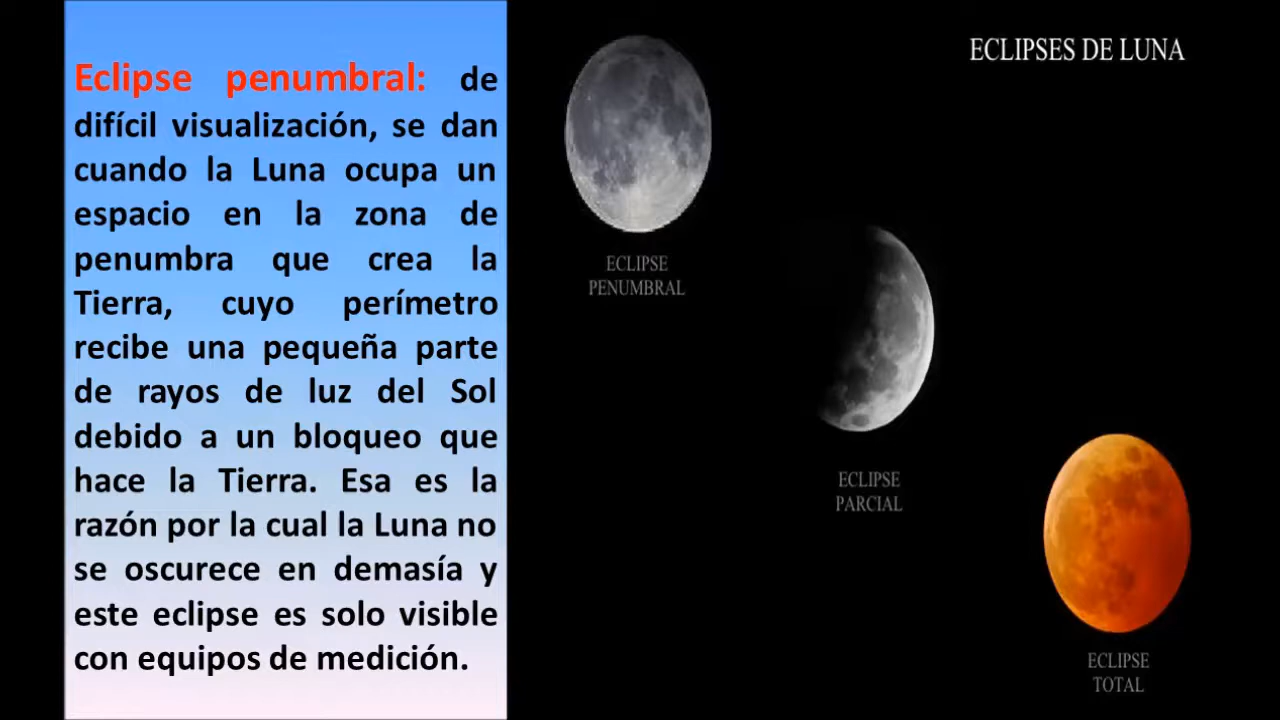 Eclipse penumbral: de
difícil visualización, se dan
cuando la Luna ocupa un
espacio en la zona de
penumbra que crea la
Tierra, cuyo perímetro
recibe una pequeña parte
de rayos de luz del Sol
debido a un bloqueo que
hace la Tierra. Esa es la
razón por la cual la Luna no
se oscurece en demasía y
este eclipse es solo visible
con equipos de medición.
ECLIPSES DE LUNA
ECLIPSE
PENUMBRAL
ECLIPSE
PARCIAL
ECLIPSE
TOTAL